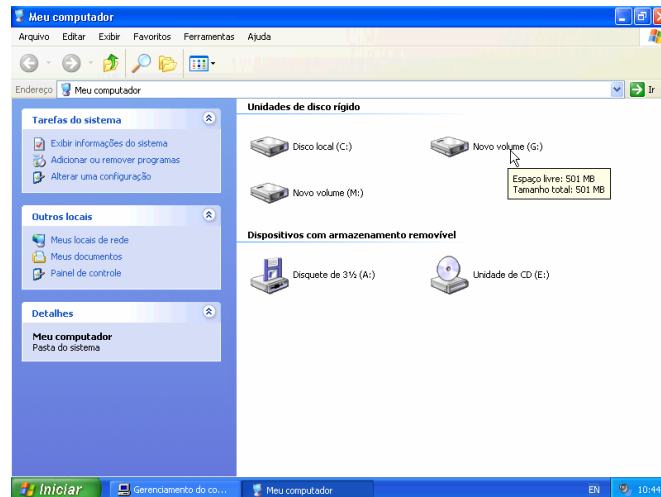 Meu computador
Arquivo Editar Exibir Favoritos Ferramentas Ajuda
Endereço Meu computador Ir
Tarefas do sistema
Exibir informações do sistema
Adicionar ou remover programas
Alterar uma configuração
Outros locais
Meus locais de rede
Meus documentos
Painel de controle
Detalhes
Meu computador
Pasta do sistema
Unidades de disco rígido
Disco local (C:) Novo volume (G:)
Espaço livre: 501 MB
Tamanho total: 501 MB
Novo volume (M:)
Dispositivos com armazenamento removível
Disquete de 3½ (A:) Unidade de CD (E:)
Iniciar Gerenciamento do co... Meu computador EN 10:44